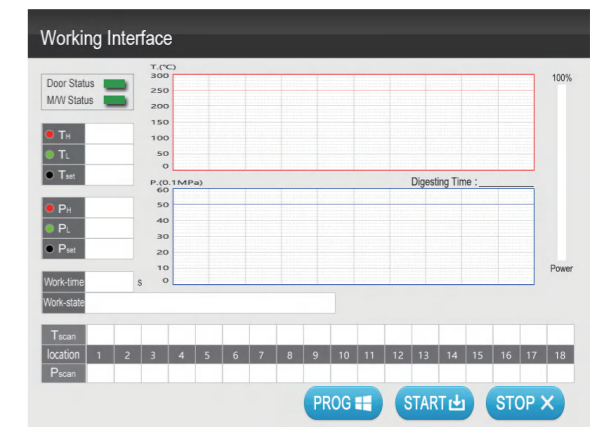 Working Interface
T.(°C)
300
250
200
150
100
50
0
Door Status
M/W Status
TH
TL
Tset
P.(0.1MPa)
Digesting Time :
60
50
40
30
20
10
0
PH
PL
Pset
100%
Power
Work-time s
Work-state
Tscan
location 1 2 3 4 5 6 7 8 9 10 11 12 13 14 15 16 17 18
Pscan
PROG START STOP